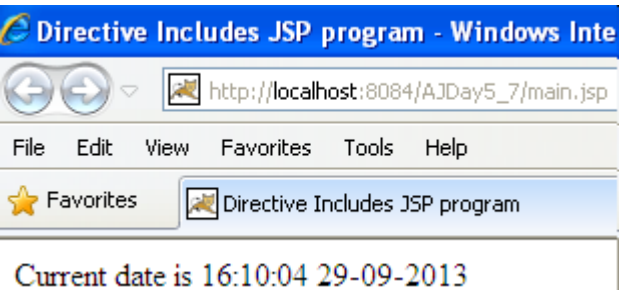 Directive Includes JSP program - Windows Inte
http://localhost:8084/AJDay5_7/main.jsp
File Edit View Favorites Tools Help
Favorites Directive Includes JSP program
Current date is 16:10:04 29-09-2013